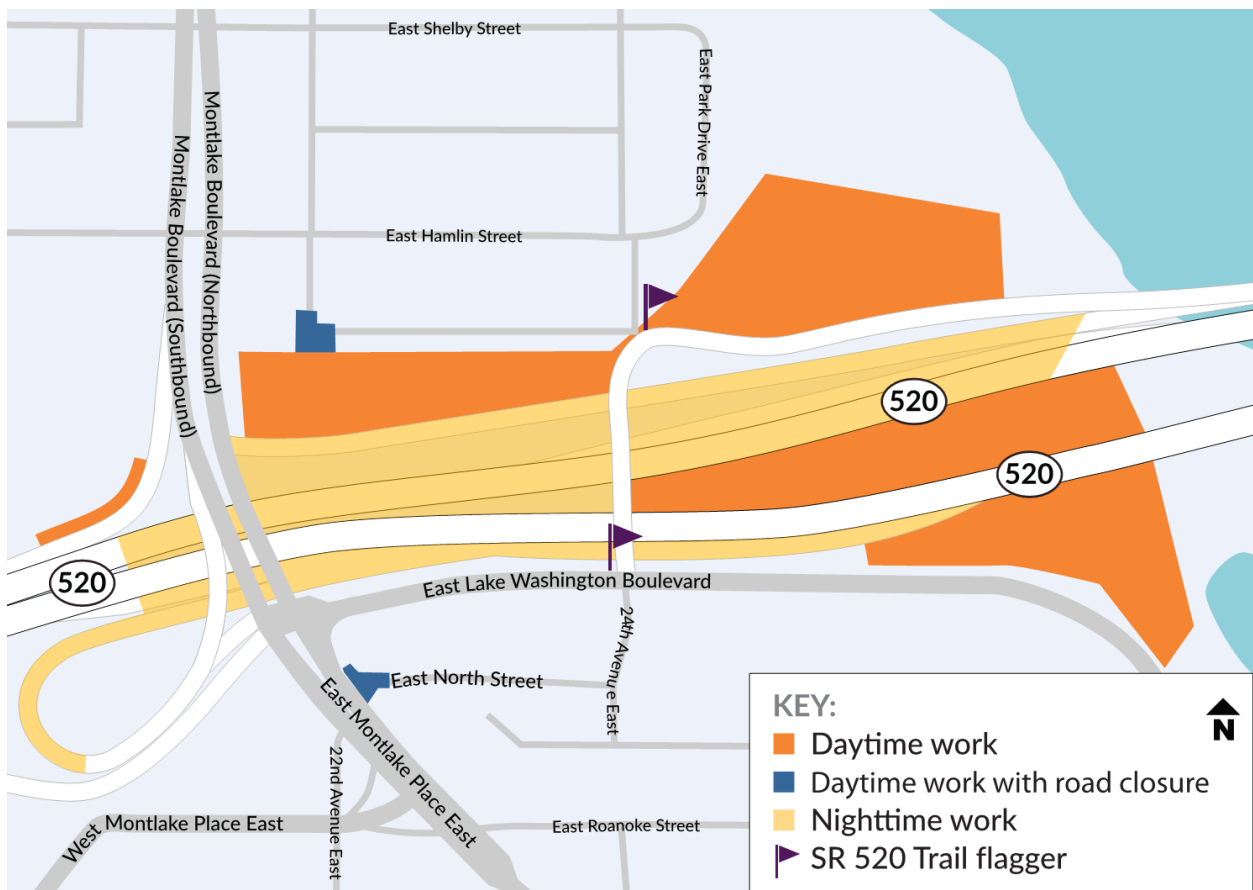 East Shelby Street
East Park Drive East
Montlake Boulevard (Northbound)
Montlake Boulevard (Southbound)
East Hamlin Street
520
520
520
East Lake Washington Boulevard
24th Avenue East
East North Street
East Montlake Place East
22nd Avenue East
West Montlake Place East
East Roanoke Street
KEY:
N
Daytime work
Daytime work with road closure
Nighttime work
SR 520 Trail flagger